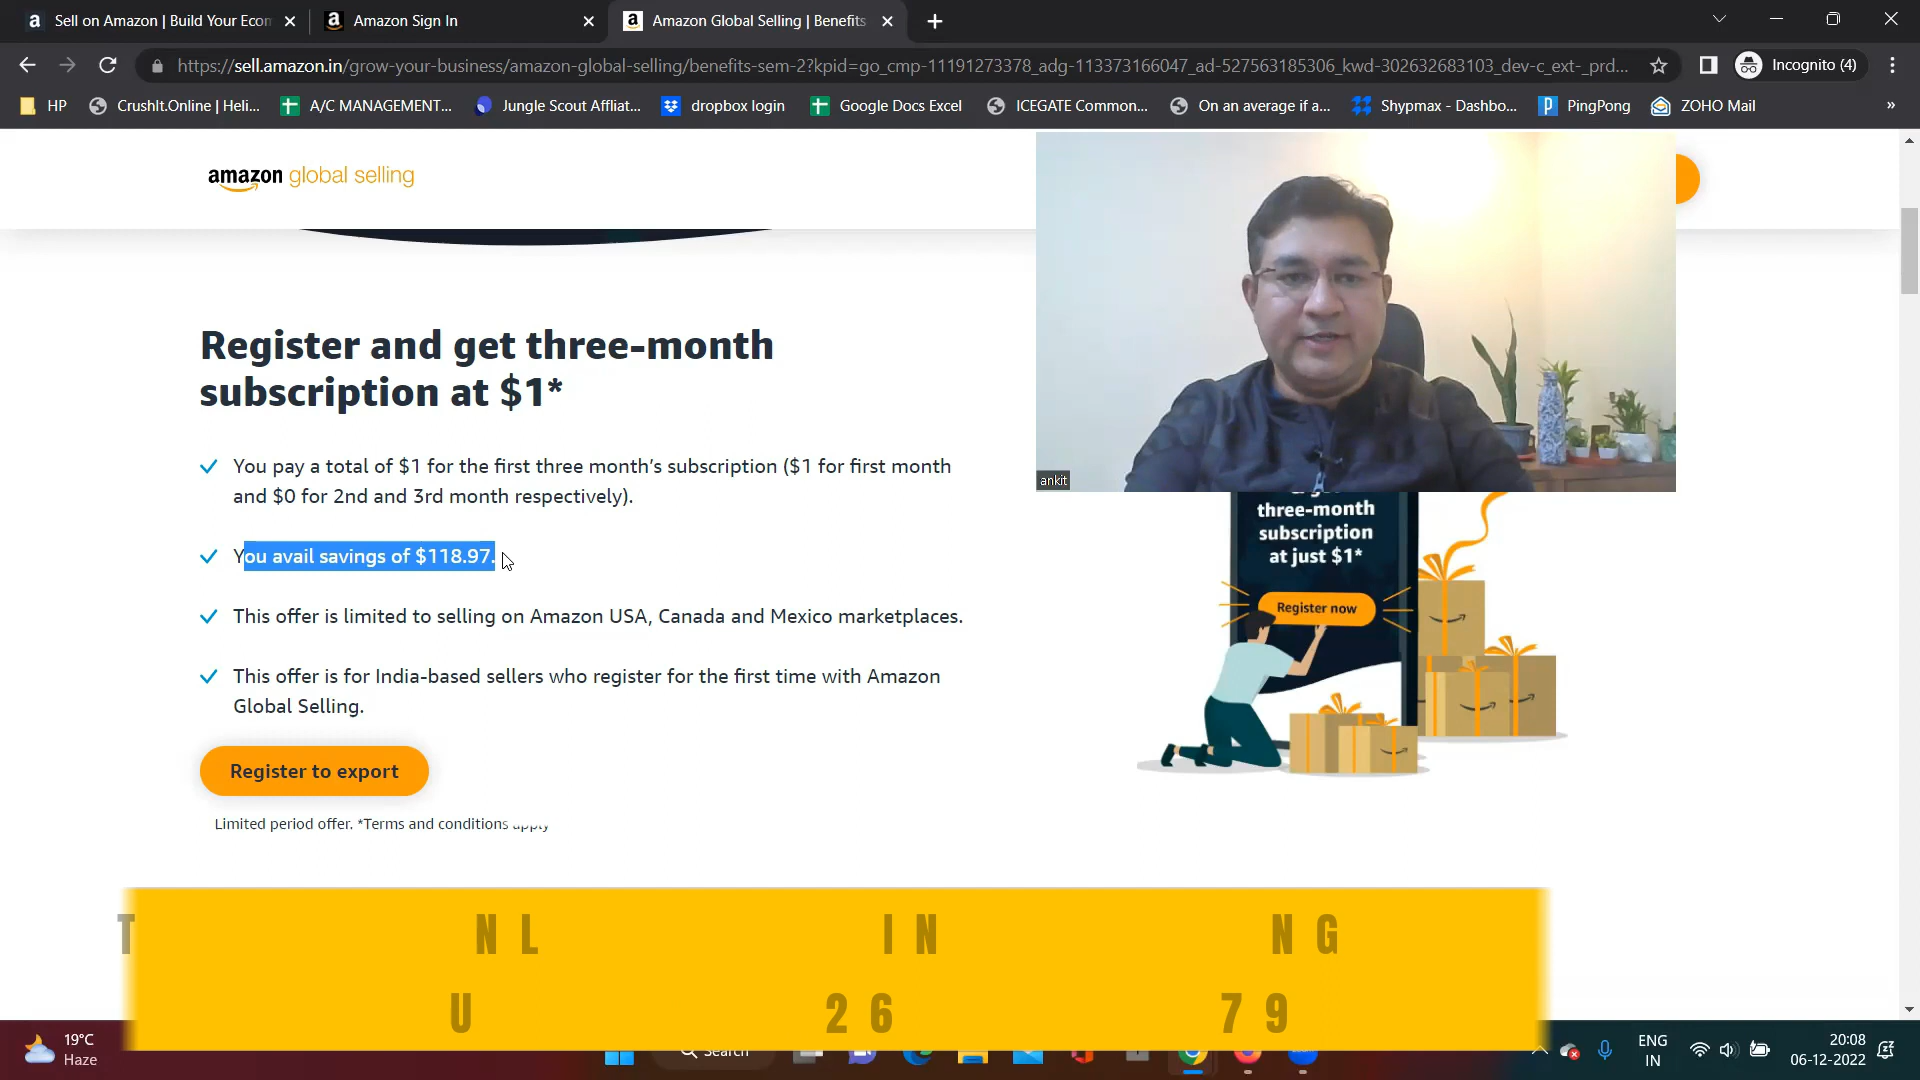 Sell on Amazon | Build Your Econ
Amazon Sign In
Amazon Global Selling | Benefits
https://sell.amazon.in/grow-your-business/amazon-global-selling/benefits-sem-2?kpid=go_cmp-11191273378_adg-113373166047_ad-527563185306_kwd-302632683103_dev-c_ext-_prd...
Incognito (4)
HP
CrushIt.Online | Heli...
A/C MANAGEMENT...
Jungle Scout Affliat...
dropbox login
Google Docs Excel
ICEGATE Common...
On an average if a...
Shypmax - Dashbo...
PingPong
ZOHO Mail
»
amazon global selling
Register and get three-month
subscription at $1*
You pay a total of $1 for the first three month's subscription ($1 for first month
and $0 for 2nd and 3rd month respectively).
You avail savings of $118.97.
This offer is limited to selling on Amazon USA, Canada and Mexico marketplaces.
This offer is for India-based sellers who register for the first time with Amazon
Global Selling.
Register to export
Limited period offer. *Terms and conditions apply
ankit
three-month
subscription
at just $1*
Register now
T NL IN NG
U 26 79
19°C
Haze
Search
ENG
IN
20:08
06-12-2022